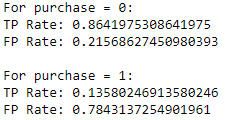 For purchase = 0:
TP Rate: 0.8641975308641975
FP Rate: 0.21568627450980393

For purchase = 1:
TP Rate: 0.13580246913580246
FP Rate: 0.7843137254901961